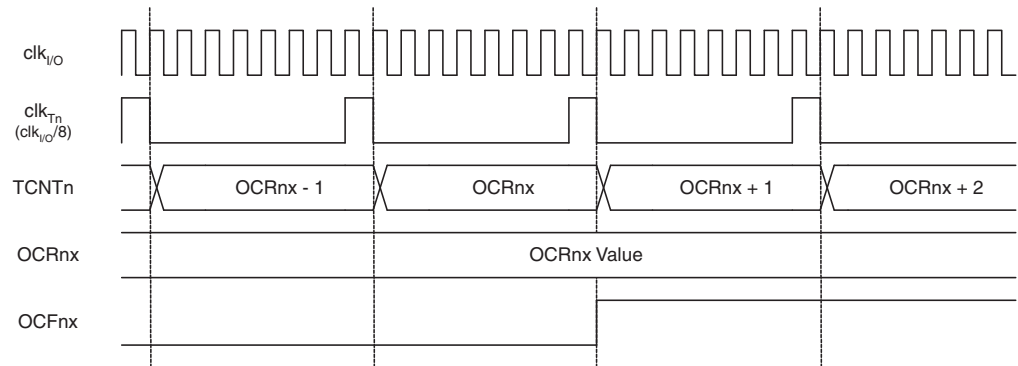 clkI/O
clkTn
(clkI/O/8)
TCNTn
OCRnx - 1
OCRnx
OCRnx + 1
OCRnx + 2
OCRnx
OCRnx Value
OCFnx